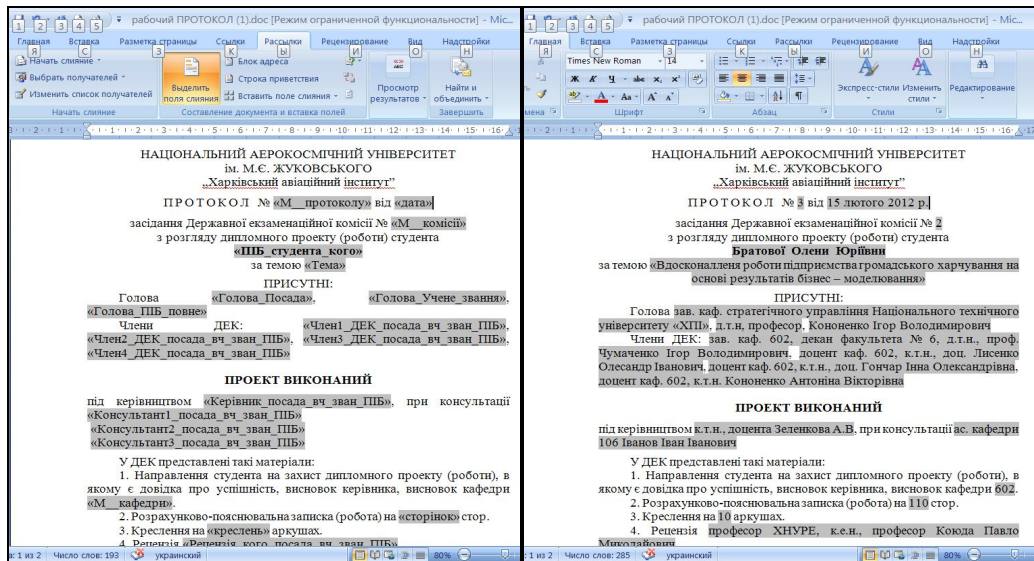 рабочий ПРОТОКОЛ (1).doc [Режим ограниченной функциональности] - Mic...
Главная Вставка Разметка страницы Ссылки Рассылки Рецензирование Вид Надстройки
Я С З К Ы И О Н
Начать слияние
Выбрать получателей
Изменить список получателей
Начать слияние
Выделить поля слияния
Блок адреса
Строка приветствия
Вставить поле слияния
Составление документа и вставка полей
Просмотр результатов
Найти и объединить
Завершить
НАЦІОНАЛЬНИЙ АЕРОКОСМІЧНИЙ УНІВЕРСИТЕТ
ім. М.Є. ЖУКОВСЬКОГО
„Харківський авіаційний інститут”
П Р О Т О К О Л № «М__протоколу» від «дата»
засідання Державної екзаменаційної комісії № «М__комісії»
з розгляду дипломного проекту (роботи) студента
«ПІБ_студента_кого»
за темою «Тема»
ПРИСУТНІ:
Голова «Голова_Посада», «Голова_Учене_звання»,
«Голова_ПІБ_повне»
Члени ДЕК: «Член1_ДЕК_посада_вч_зван_ПІБ»,
«Член2_ДЕК_посада_вч_зван_ПІБ», «Член3_ДЕК_посада_вч_зван_ПІБ»,
«Член4_ДЕК_посада_вч_зван_ПІБ»
ПРОЕКТ ВИКОНАНИЙ
під керівництвом «Керівник_посада_вч_зван_ПІБ», при консультації
«Консультант1_посада_вч_зван_ПІБ»
«Консультант2_посада_вч_зван_ПІБ»
«Консультант3_посада_вч_зван_ПІБ»
У ДЕК представлені такі матеріали:
1. Направлення студента на захист дипломного проекту (роботи), в
якому є довідка про успішність, висновок керівника, висновок кафедри
«М__кафедри».
2. Розрахунково-пояснювальна записка (робота) на «сторінок» стор.
3. Креслення на «креслень» аркушах.
4. Рецензія «Рецензія_кого_посада_вч_зван_ПІБ»
а: 1 из 2 Число слов: 193 украинский 80%
рабочий ПРОТОКОЛ (1).doc [Режим ограниченной функциональности] - Mic...
Главная Вставка Разметка страницы Ссылки Рассылки Рецензирование Вид Надстройки
Я С З К Ы И О Н
Times New Roman 14
Экспресс-стили Изменить стили Редактирование
мена Шрифт Абзац Стили
НАЦІОНАЛЬНИЙ АЕРОКОСМІЧНИЙ УНІВЕРСИТЕТ
ім. М.Є. ЖУКОВСЬКОГО
„Харківський авіаційний інститут”
П Р О Т О К О Л № 3 від 15 лютого 2012 р.
засідання Державної екзаменаційної комісії № 2
з розгляду дипломного проекту (роботи) студента
Братової Олени Юріївни
за темою «Вдосконалленя роботи підприємства громадського харчування на
основі результатів бізнес – моделювання»
ПРИСУТНІ:
Голова зав. каф. стратегічного управління Національного технічного
університету «ХПІ», д.т.н, професор, Кононенко Ігор Володимирович
Члени ДЕК: зав. каф. 602, декан факультета № 6, д.т.н., проф.
Чумаченко Ігор Володимирович, доцент каф. 602, к.т.н., доц. Лисенко
Олесандр Іванович, доцент каф. 602, к.т.н., доц. Гончар Інна Олександрівна,
доцент каф. 602, к.т.н. Кононенко Антоніна Вікторівна
ПРОЕКТ ВИКОНАНИЙ
під керівництвом к.т.н., доцента Зеленкова А.В, при консультації ас. кафедри
106 Іванов Іван Іванович
У ДЕК представлені такі матеріали:
1. Направлення студента на захист дипломного проекту (роботи), в
якому є довідка про успішність, висновок керівника, висновок кафедри 602.
2. Розрахунково-пояснювальна записка (робота) на 110 стор.
3. Креслення на 10 аркушах.
4. Рецензія професор ХНУРЕ, к.е.н., професор Коюда Павло
Миколайович
: 1 из 2 Число слов: 285 украинский 80%